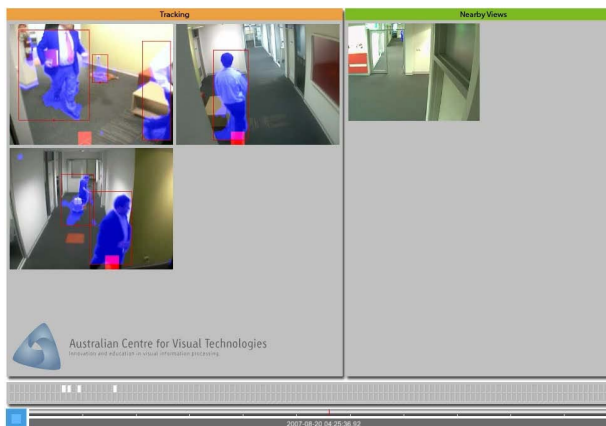 Tracking
Nearby Views
Australian Centre for Visual Technologies
Innovation and education in visual information processing.
2007-08-20 04:25:36.92